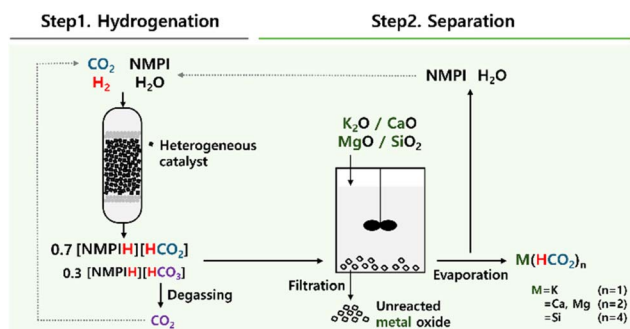 Step1. Hydrogenation
Step2. Separation
CO₂ NMPI
H₂ H₂O
Heterogeneous
catalyst
0.7 [NMPIH][HCO₂]
0.3 [NMPIH][HCO₃]
Degassing
CO₂
K₂O / CaO
MgO / SiO₂
Filtration
Unreacted
metal oxide
NMPI H₂O
Evaporation
M(HCO₂)n
M=K (n=1)
=Ca, Mg (n=2)
=Si (n=4)